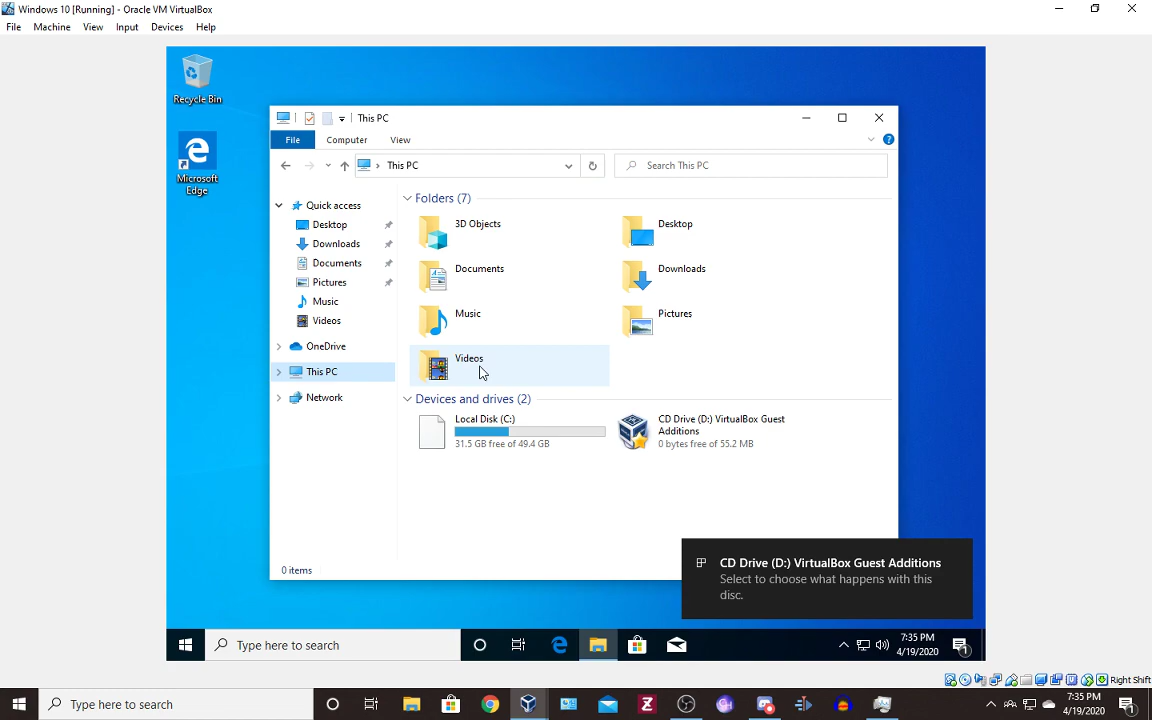 Windows 10 [Running] - Oracle VM VirtualBox
File Machine View Input Devices Help
Recycle Bin
Microsoft
Edge
This PC
File Computer View
This PC
Search This PC
Quick access
Desktop
Downloads
Documents
Pictures
Music
Videos
OneDrive
This PC
Network
Folders (7)
3D Objects
Desktop
Documents
Downloads
Music
Pictures
Videos
Devices and drives (2)
Local Disk (C:)
31.5 GB free of 49.4 GB
CD Drive (D:) VirtualBox Guest
Additions
0 bytes free of 55.2 MB
0 items
CD Drive (D:) VirtualBox Guest Additions
Select to choose what happens with this
disc.
Type here to search
7:35 PM
4/19/2020
1
Right Shift
Type here to search
7:35 PM
4/19/2020
1